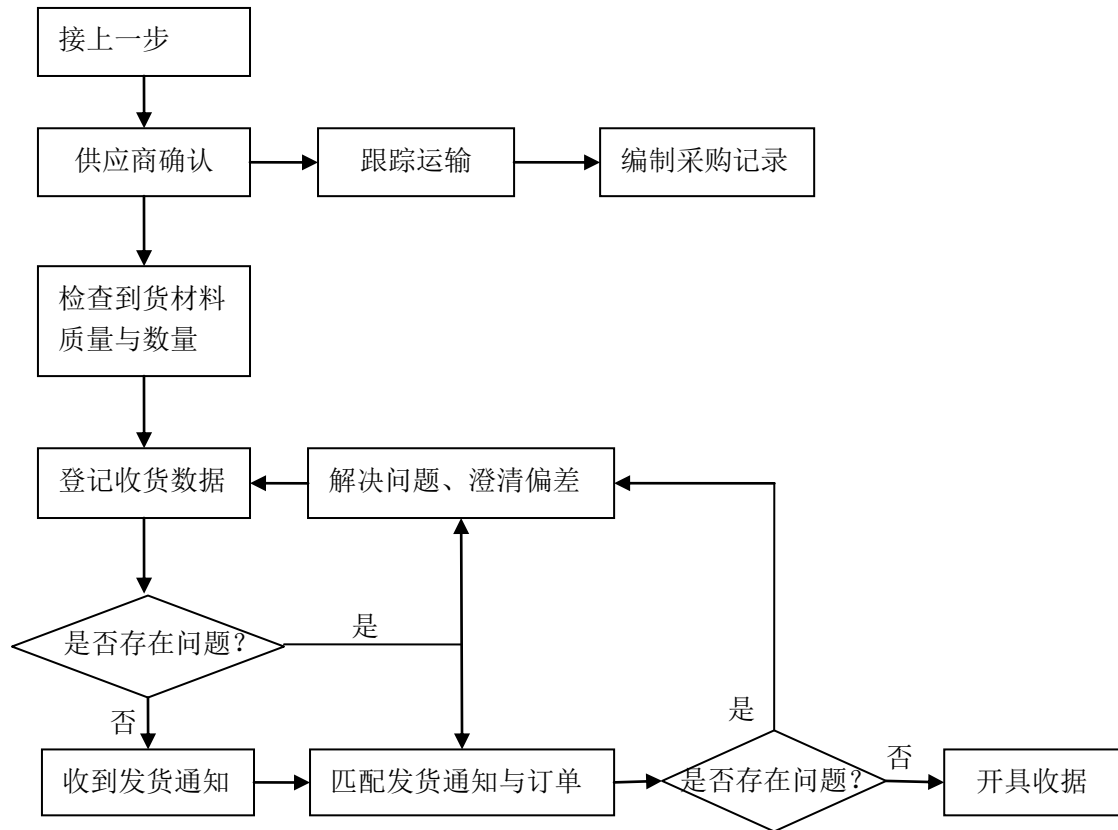 接上一步
供应商确认
跟踪运输
编制采购记录
检查到货材料
质量与数量
登记收货数据
解决问题、澄清偏差
是否存在问题？
是
否
收到发货通知
匹配发货通知与订单
是
是否存在问题？
否
开具收据